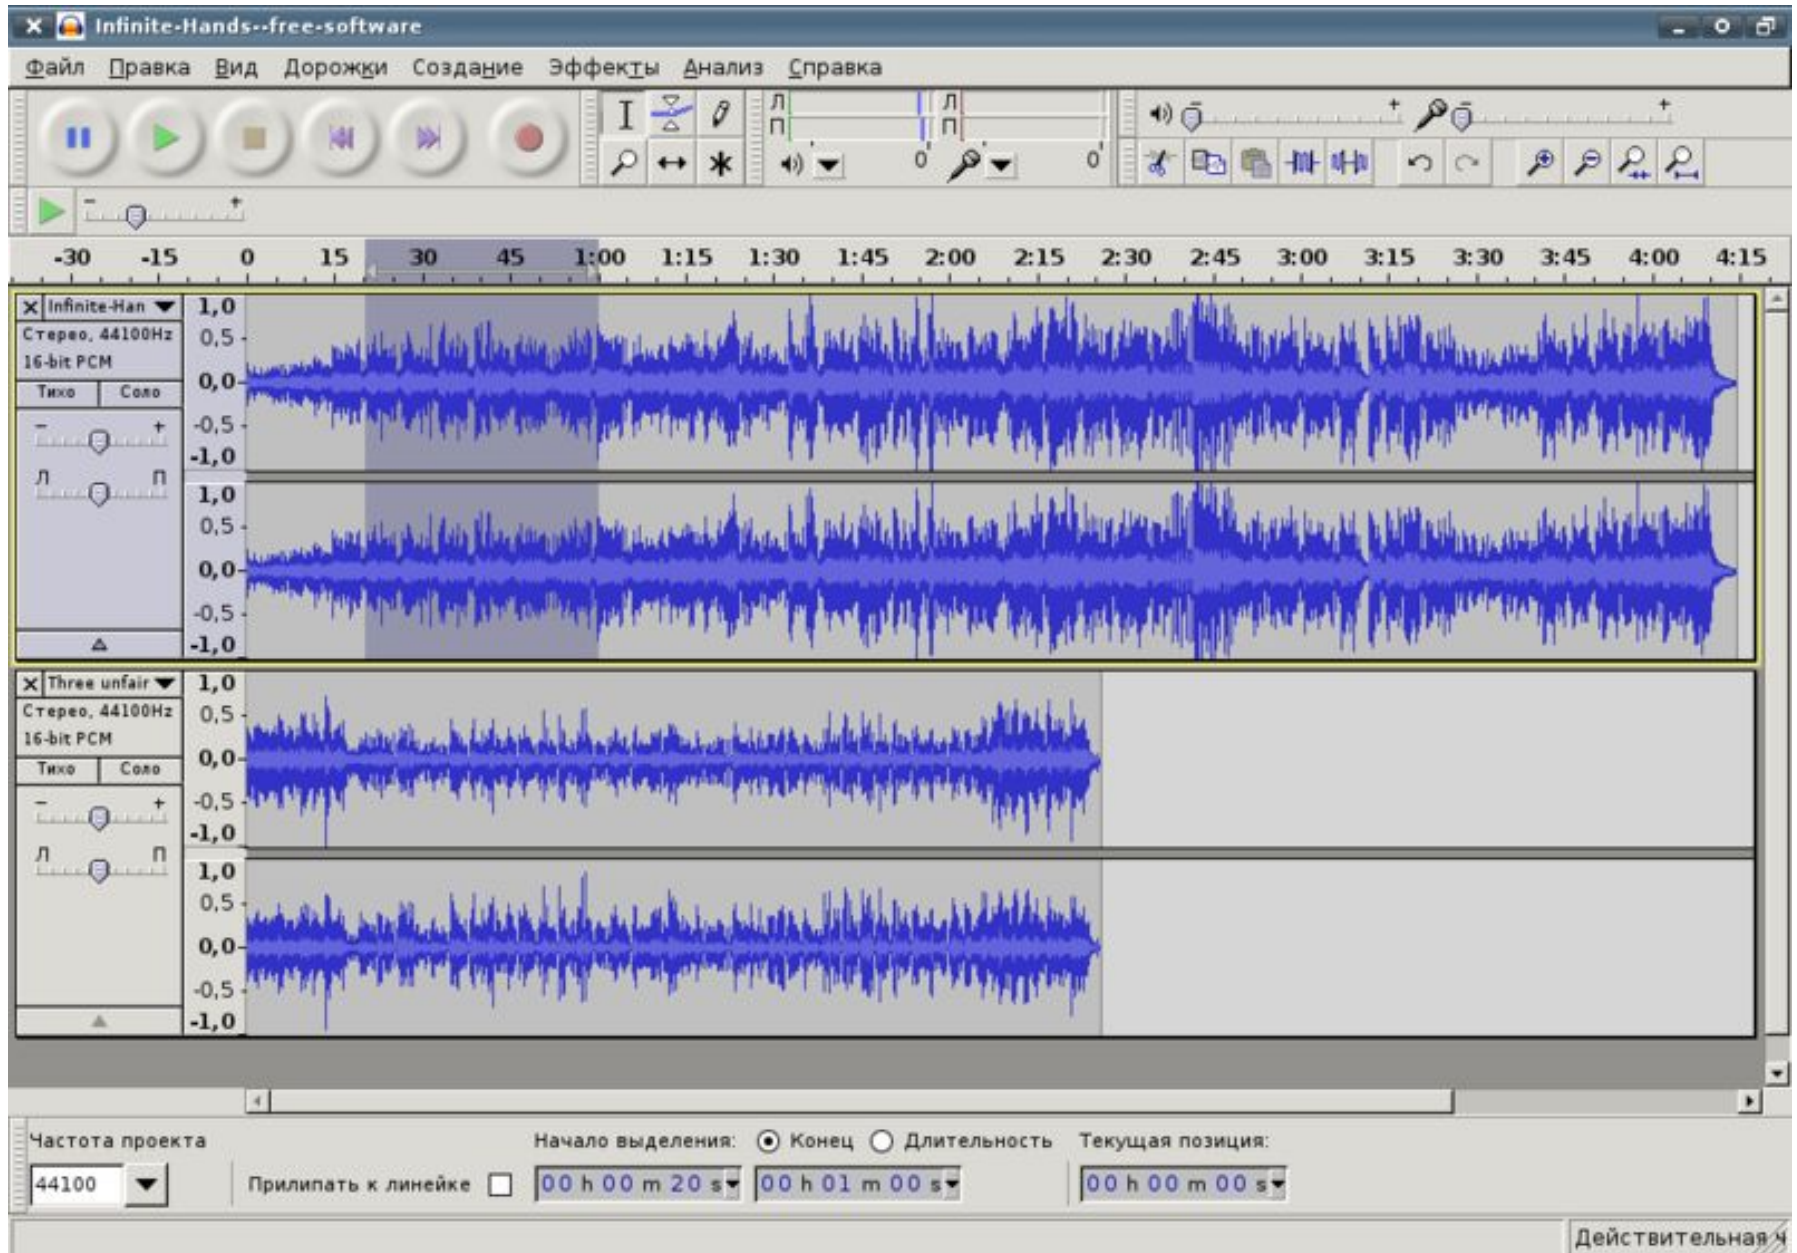 Infinite-Hands--free-software
Файл Правка Вид Дорожки Создание Эффекты Анализ Справка
Л Л
П П
- + - +
0 0
- +
-30 -15 0 15 30 45 1:00 1:15 1:30 1:45 2:00 2:15 2:30 2:45 3:00 3:15 3:30 3:45 4:00 4:15
Infinite-Han
Стерео, 44100Hz
16-bit PCM
Тихо Соло
- +
Л П
1,0
0,5
0,0
-0,5
-1,0
1,0
0,5
0,0
-0,5
-1,0
Three unfair
Стерео, 44100Hz
16-bit PCM
Тихо Соло
- +
Л П
1,0
0,5
0,0
-0,5
-1,0
1,0
0,5
0,0
-0,5
-1,0
Частота проекта Начало выделения: Конец Длительность Текущая позиция:
44100 Прилипать к линейке 00 h 00 m 20 s 00 h 01 m 00 s 00 h 00 m 00 s
Действительная ч